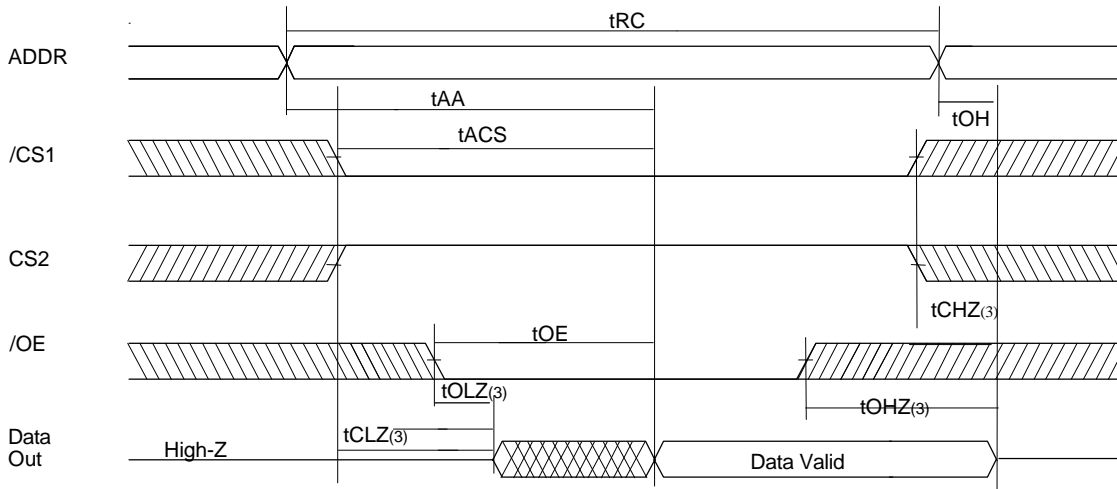 tRC
ADDR
tAA
tOH
tACS
/CS1
CS2
tCHZ(3)
/OE
tOE
tOLZ(3)
tOHZ(3)
tCLZ(3)
Data
Out
High-Z
Data Valid